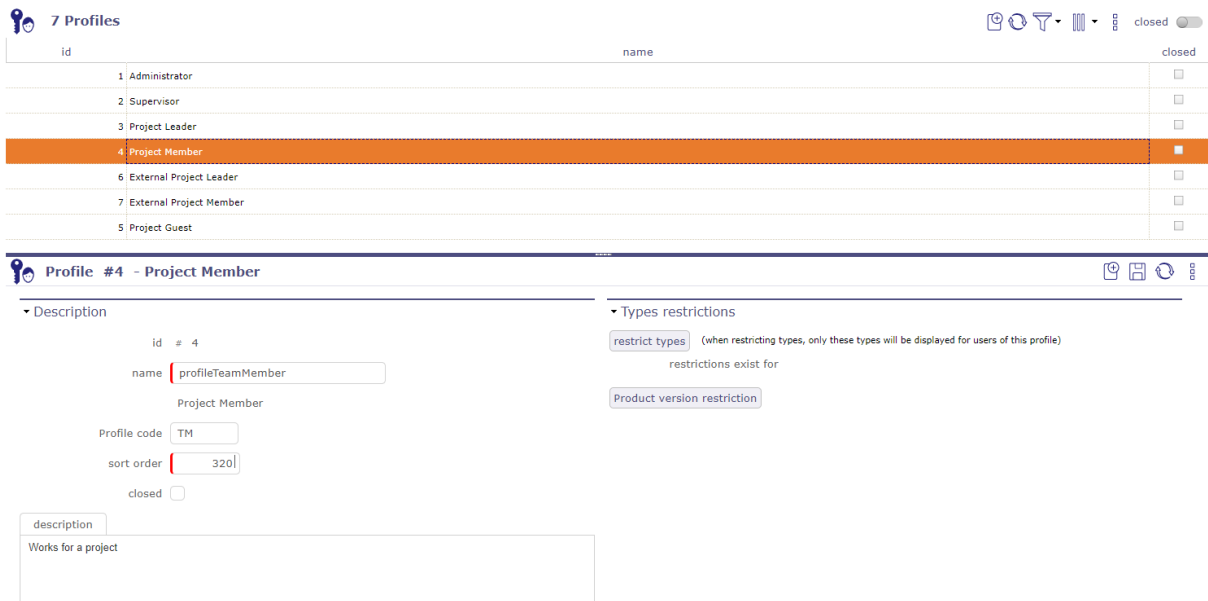 7 Profiles
closed
id name closed
1 Administrator
2 Supervisor
3 Project Leader
4 Project Member
6 External Project Leader
7 External Project Member
5 Project Guest
Profile #4 - Project Member
Description
id # 4
name profileTeamMember
Project Member
Profile code TM
sort order 320
closed
description
Works for a project
Types restrictions
restrict types (when restricting types, only these types will be displayed for users of this profile)
restrictions exist for
Product version restriction